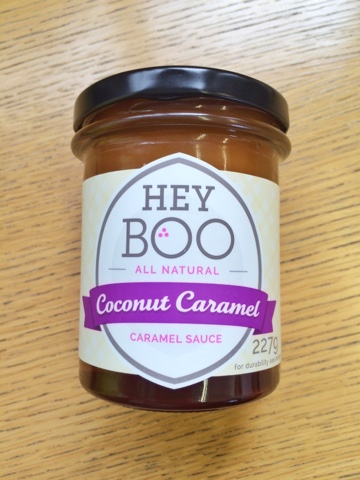 HEY
BOO
ALL NATURAL
Coconut Caramel
CARAMEL SAUCE
227g
for durability